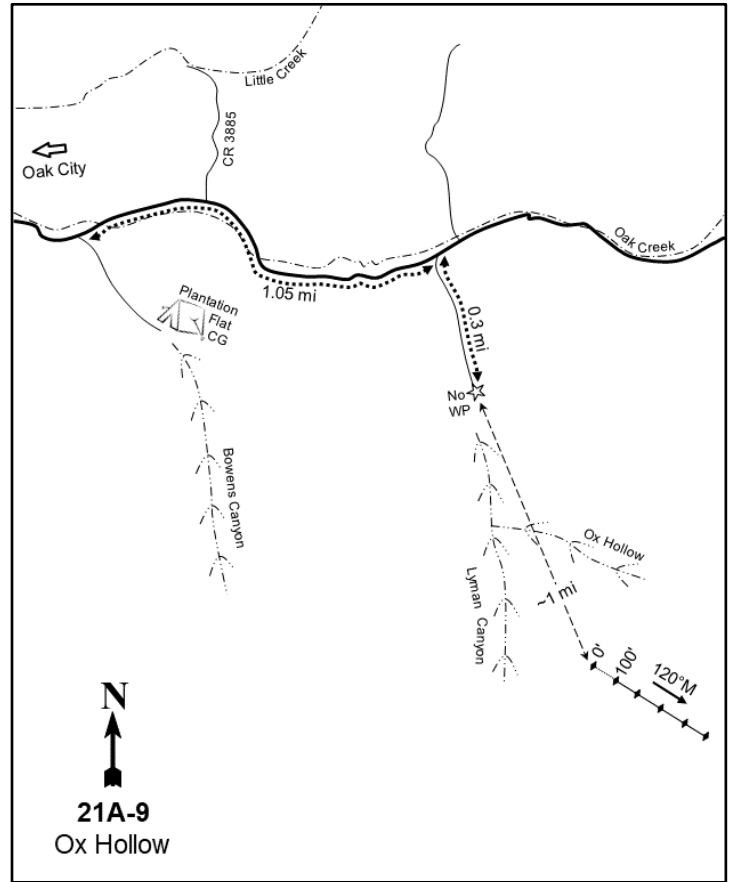 Little Creek
CR 3885
Oak City
Oak Creek
1.05 mi
Plantation
Flat
CG
0.3 mi
No
WP
Bowens Canyon
Ox Hollow
Lyman Canyon
~1 mi
0'
100'
120°M
N
21A-9
Ox Hollow